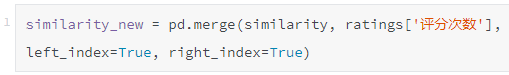 1 similarity_new = pd.merge(similarity, ratings['评分次数'],
left_index=True, right_index=True)